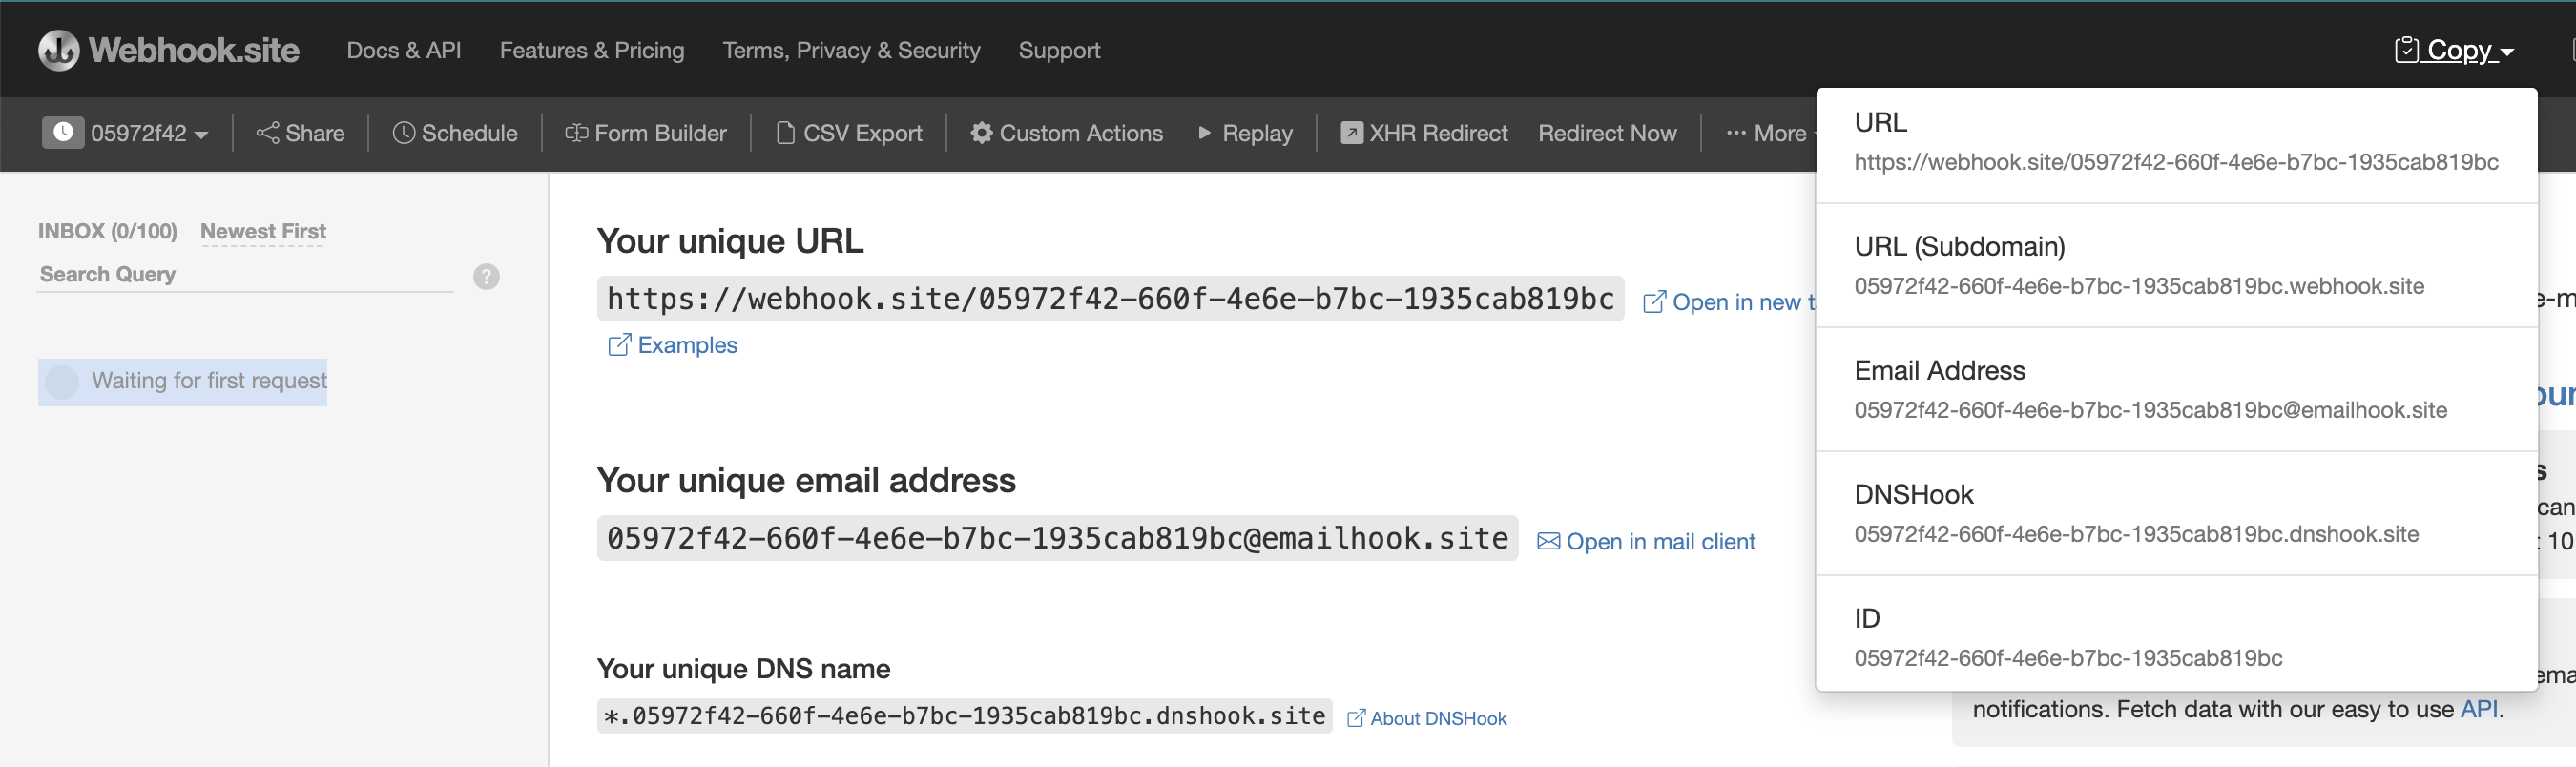 Webhook.site
Docs & API
Features & Pricing
Terms, Privacy & Security
Support
Copy
05972f42
Share
Schedule
Form Builder
CSV Export
Custom Actions
Replay
XHR Redirect
Redirect Now
More
INBOX (0/100)
Newest First
Search Query
?
Waiting for first request
Your unique URL
https://webhook.site/05972f42-660f-4e6e-b7bc-1935cab819bc
Open in new t
Examples
Your unique email address
05972f42-660f-4e6e-b7bc-1935cab819bc@emailhook.site
Open in mail client
Your unique DNS name
*.05972f42-660f-4e6e-b7bc-1935cab819bc.dnshook.site
About DNSHook
URL
https://webhook.site/05972f42-660f-4e6e-b7bc-1935cab819bc
URL (Subdomain)
05972f42-660f-4e6e-b7bc-1935cab819bc.webhook.site
Email Address
05972f42-660f-4e6e-b7bc-1935cab819bc@emailhook.site
DNSHook
05972f42-660f-4e6e-b7bc-1935cab819bc.dnshook.site
ID
05972f42-660f-4e6e-b7bc-1935cab819bc
can
10
notifications. Fetch data with our easy to use API.